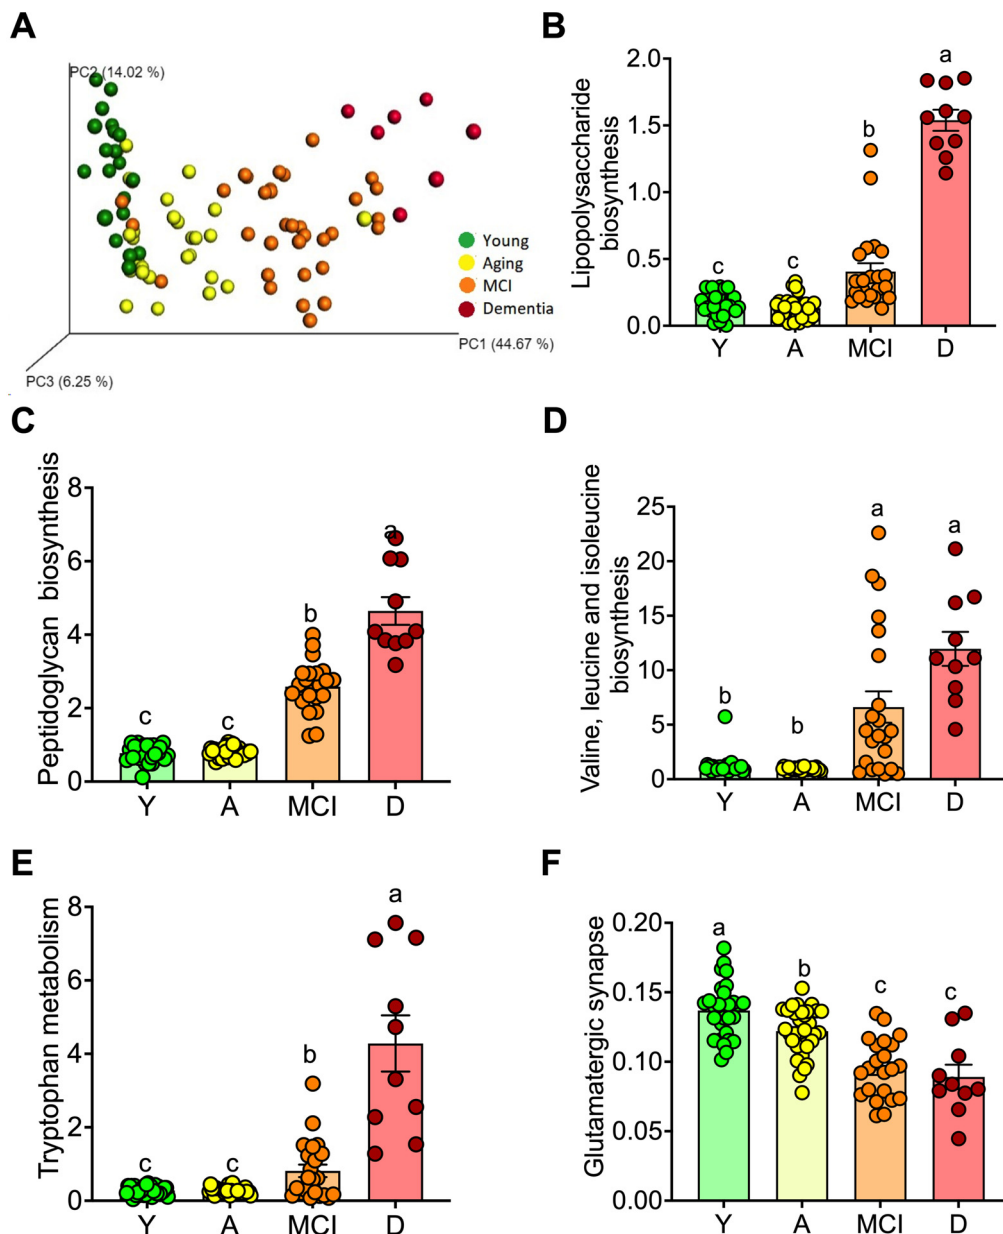 A
PC2 (14.02 %)
Young
Aging
MCI
Dementia
PC1 (44.67 %)
PC3 (6.25 %)
B
Lipopolysaccharide
biosynthesis
2.0
1.5
1.0
0.5
0.0
c
c
b
a
Y A MCI D
C
Peptidoglycan biosynthesis
8
6
4
2
0
c
c
b
a
Y A MCI D
D
Valine, leucine and isoleucine
biosynthesis
25
20
15
10
5
0
b
b
a
a
Y A MCI D
E
Tryptophan metabolism
8
6
4
2
0
c
c
b
a
Y A MCI D
F
Glutamatergic synapse
0.20
0.15
0.10
0.05
0.00
a
b
c
c
Y A MCI D